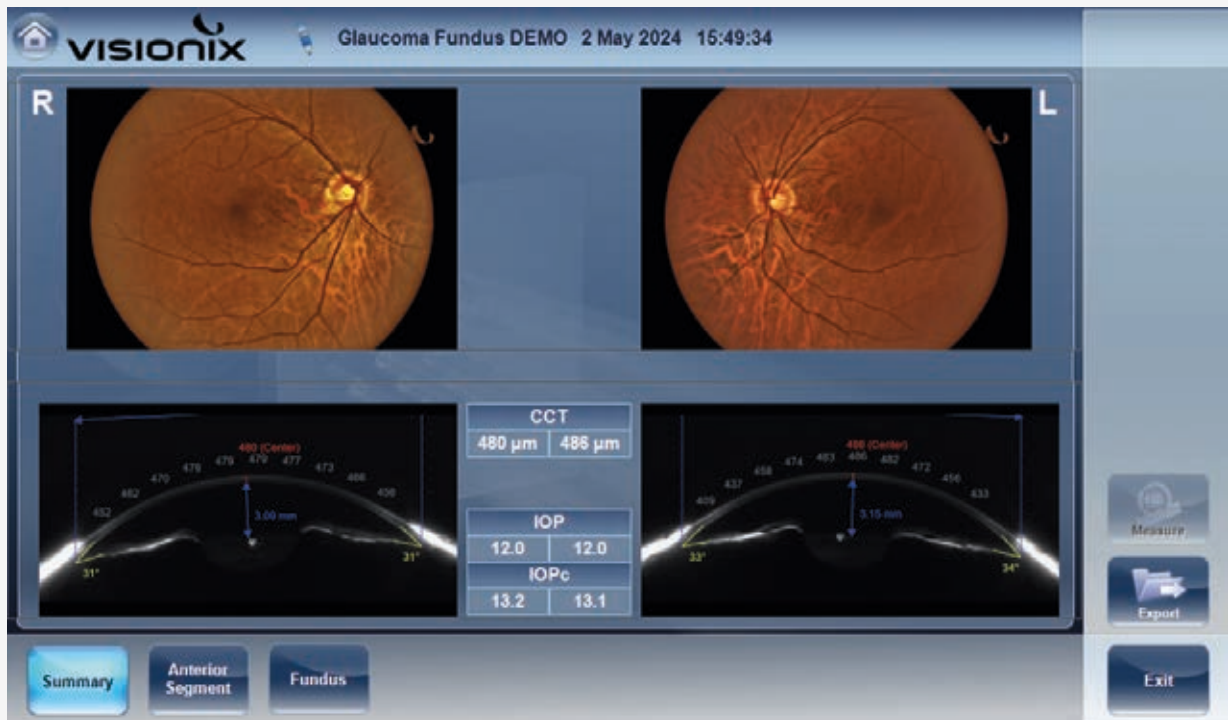 VISIONIX
Glaucoma Fundus DEMO 2 May 2024 15:49:34
R
L
480 (Center)
452 462 470 478 479 479 477 473 466 456
3.09 mm
31° 31°
CCT
480 µm 486 µm
IOP
12.0 12.0
IOPc
13.2 13.1
486 (Center)
409 437 458 474 483 486 482 472 456 433
3.15 mm
33° 34°
Measure
Export
Summary
Anterior
Segment
Fundus
Exit